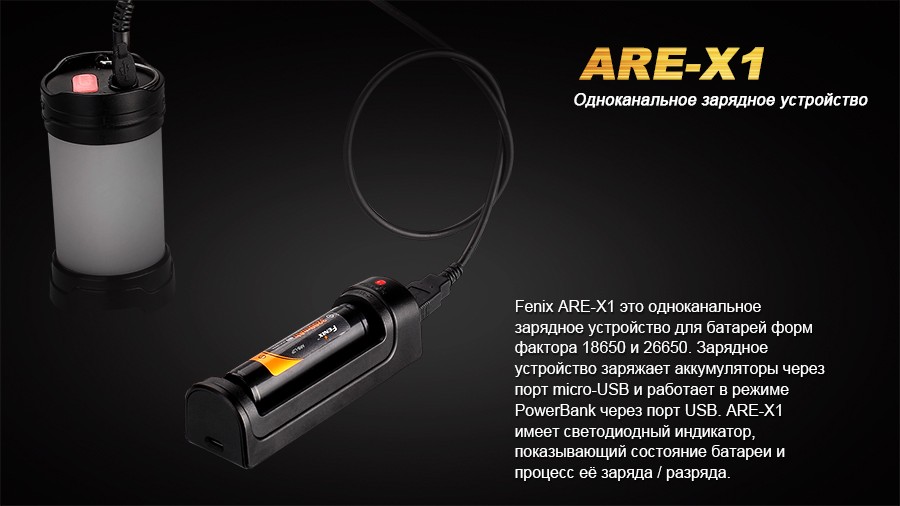 ARE-X1
Одноканальное зарядное устройство
Fenix ARE-X1 это одноканальное
зарядное устройство для батарей форм
фактора 18650 и 26650. Зарядное
устройство заряжает аккумуляторы через
порт micro-USB и работает в режиме
PowerBank через порт USB. ARE-X1
имеет светодиодный индикатор,
показывающий состояние батареи и
процесс её заряда / разряда.
FENIX